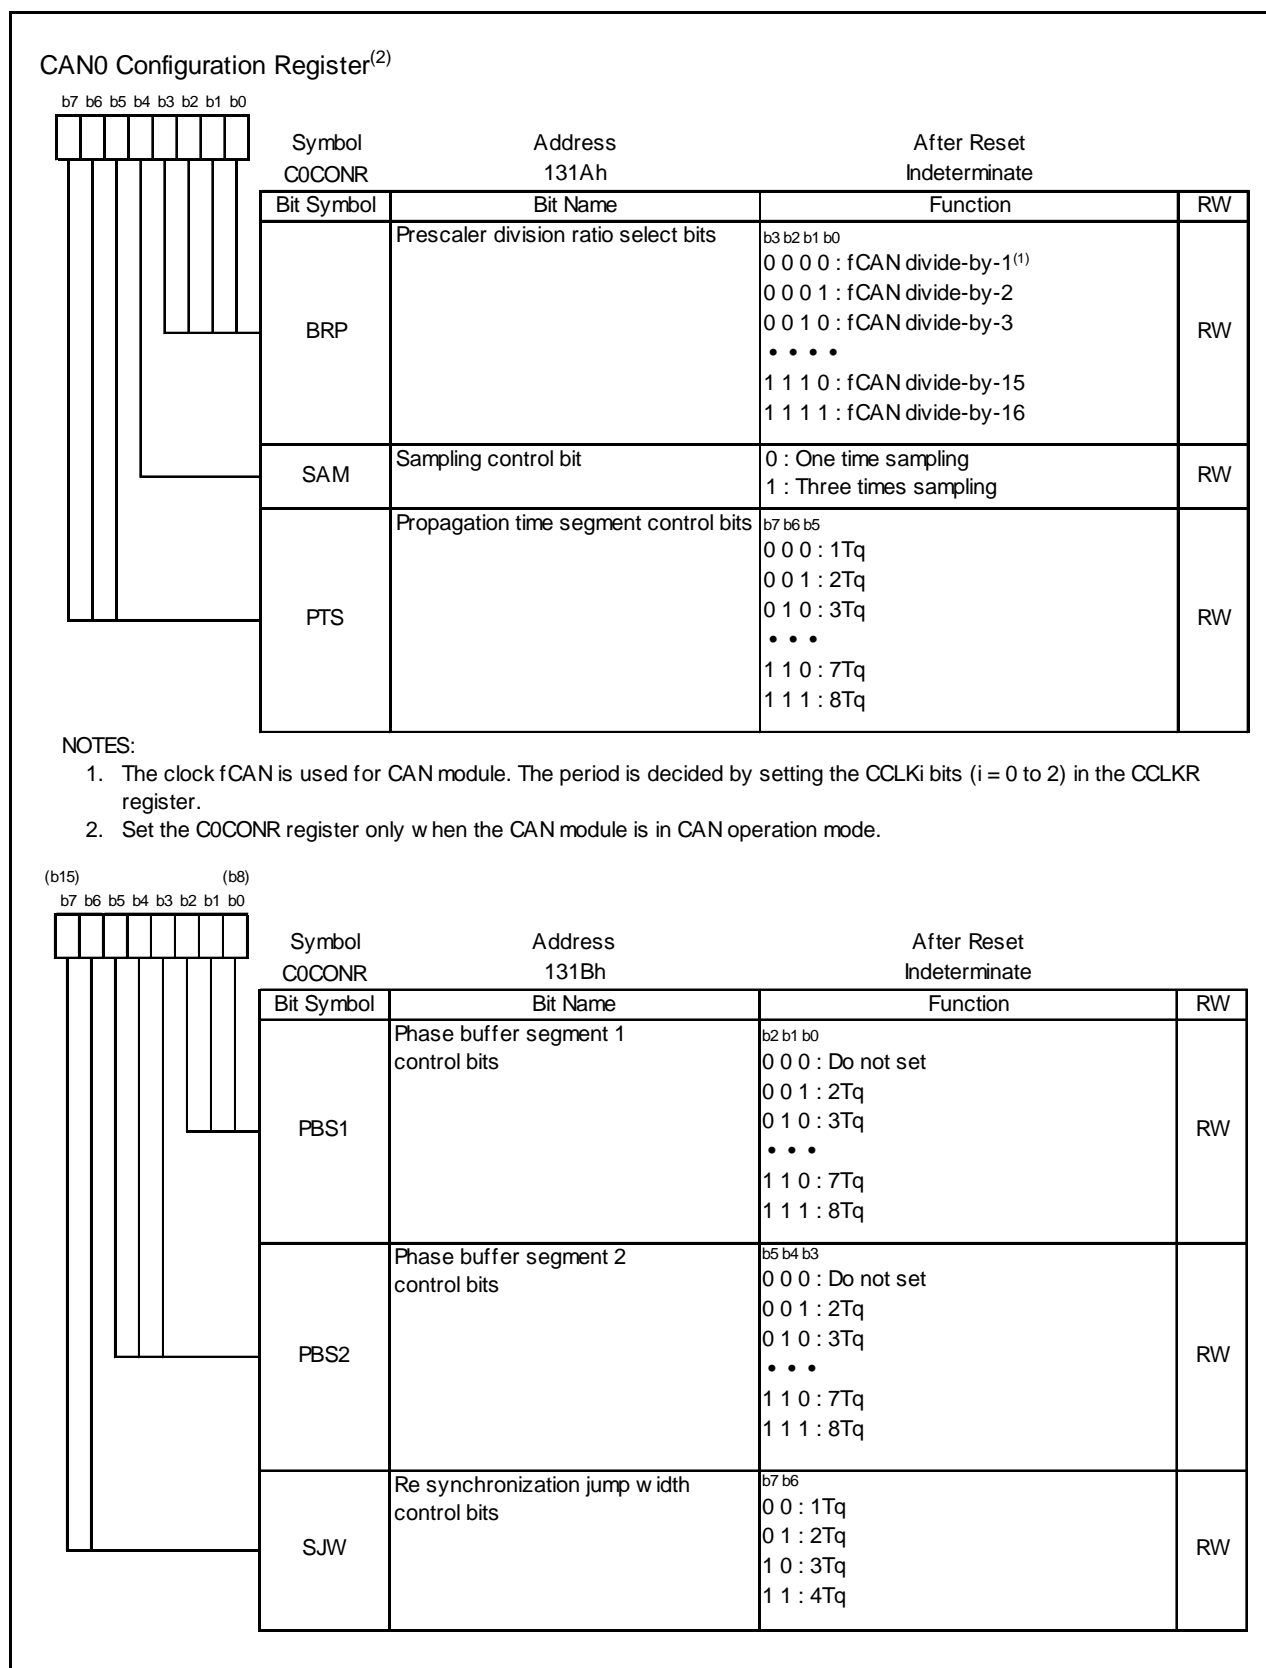 CAN0 Configuration Register(2)
b7 b6 b5 b4 b3 b2 b1 b0
Symbol Address After Reset
C0CONR 131Ah Indeterminate
Bit Symbol Bit Name Function RW
BRP Prescaler division ratio select bits b3 b2 b1 b0 RW
0 0 0 0 : fCAN divide-by-1(1)
0 0 0 1 : fCAN divide-by-2
0 0 1 0 : fCAN divide-by-3
• • • •
1 1 1 0 : fCAN divide-by-15
1 1 1 1 : fCAN divide-by-16
SAM Sampling control bit 0 : One time sampling RW
1 : Three times sampling
PTS Propagation time segment control bits b7 b6 b5 RW
0 0 0 : 1Tq
0 0 1 : 2Tq
0 1 0 : 3Tq
• • •
1 1 0 : 7Tq
1 1 1 : 8Tq
NOTES:
1. The clock fCAN is used for CAN module. The period is decided by setting the CCLKi bits (i = 0 to 2) in the CCLKR
register.
2. Set the C0CONR register only when the CAN module is in CAN operation mode.
(b15) (b8)
b7 b6 b5 b4 b3 b2 b1 b0
Symbol Address After Reset
C0CONR 131Bh Indeterminate
Bit Symbol Bit Name Function RW
PBS1 Phase buffer segment 1 b2 b1 b0 RW
control bits 0 0 0 : Do not set
0 0 1 : 2Tq
0 1 0 : 3Tq
• • •
1 1 0 : 7Tq
1 1 1 : 8Tq
PBS2 Phase buffer segment 2 b5 b4 b3 RW
control bits 0 0 0 : Do not set
0 0 1 : 2Tq
0 1 0 : 3Tq
• • •
1 1 0 : 7Tq
1 1 1 : 8Tq
SJW Re synchronization jump width b7 b6 RW
control bits 0 0 : 1Tq
0 1 : 2Tq
1 0 : 3Tq
1 1 : 4Tq